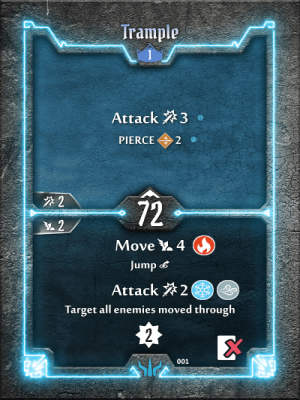 Trample
1
Attack 3
PIERCE 2
2
72
2
Move 4
Jump
Attack 2
Target all enemies moved through
2
001